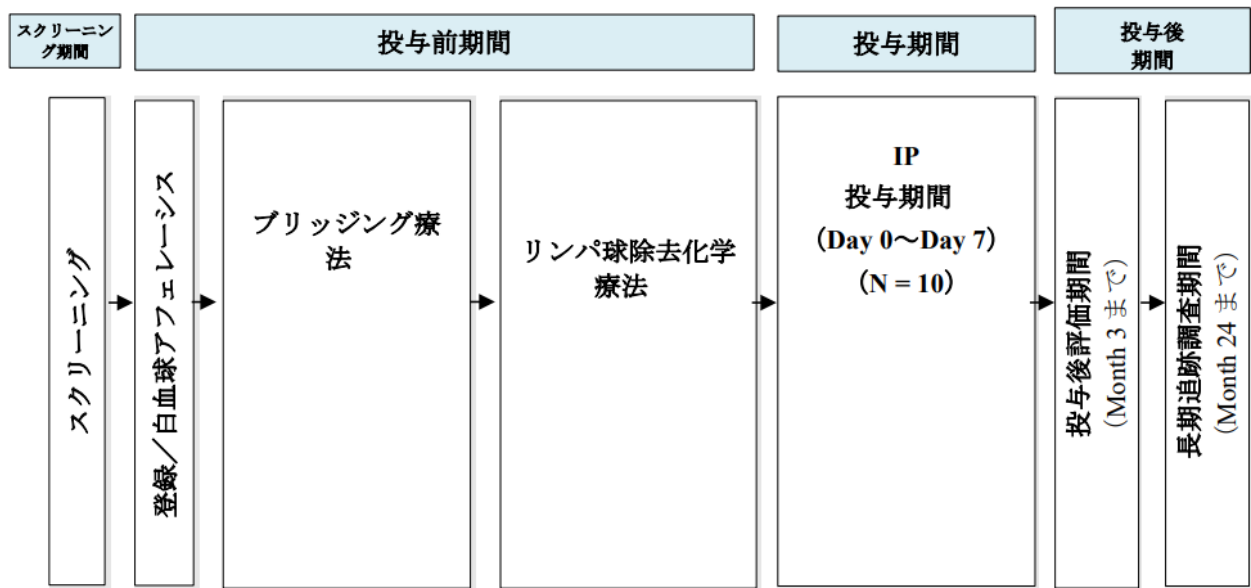 スクリーニン
グ期間
投与前期間
投与期間
投与後
期間
スクリーニング
登録／白血球アフェレーシス
ブリッジング療
法
リンパ球除去化学
療法
IP
投与期間
（Day 0～Day 7）
（N = 10）
投与後評価期間
（Month 3 まで）
長期追跡調査期間
（Month 24 まで）